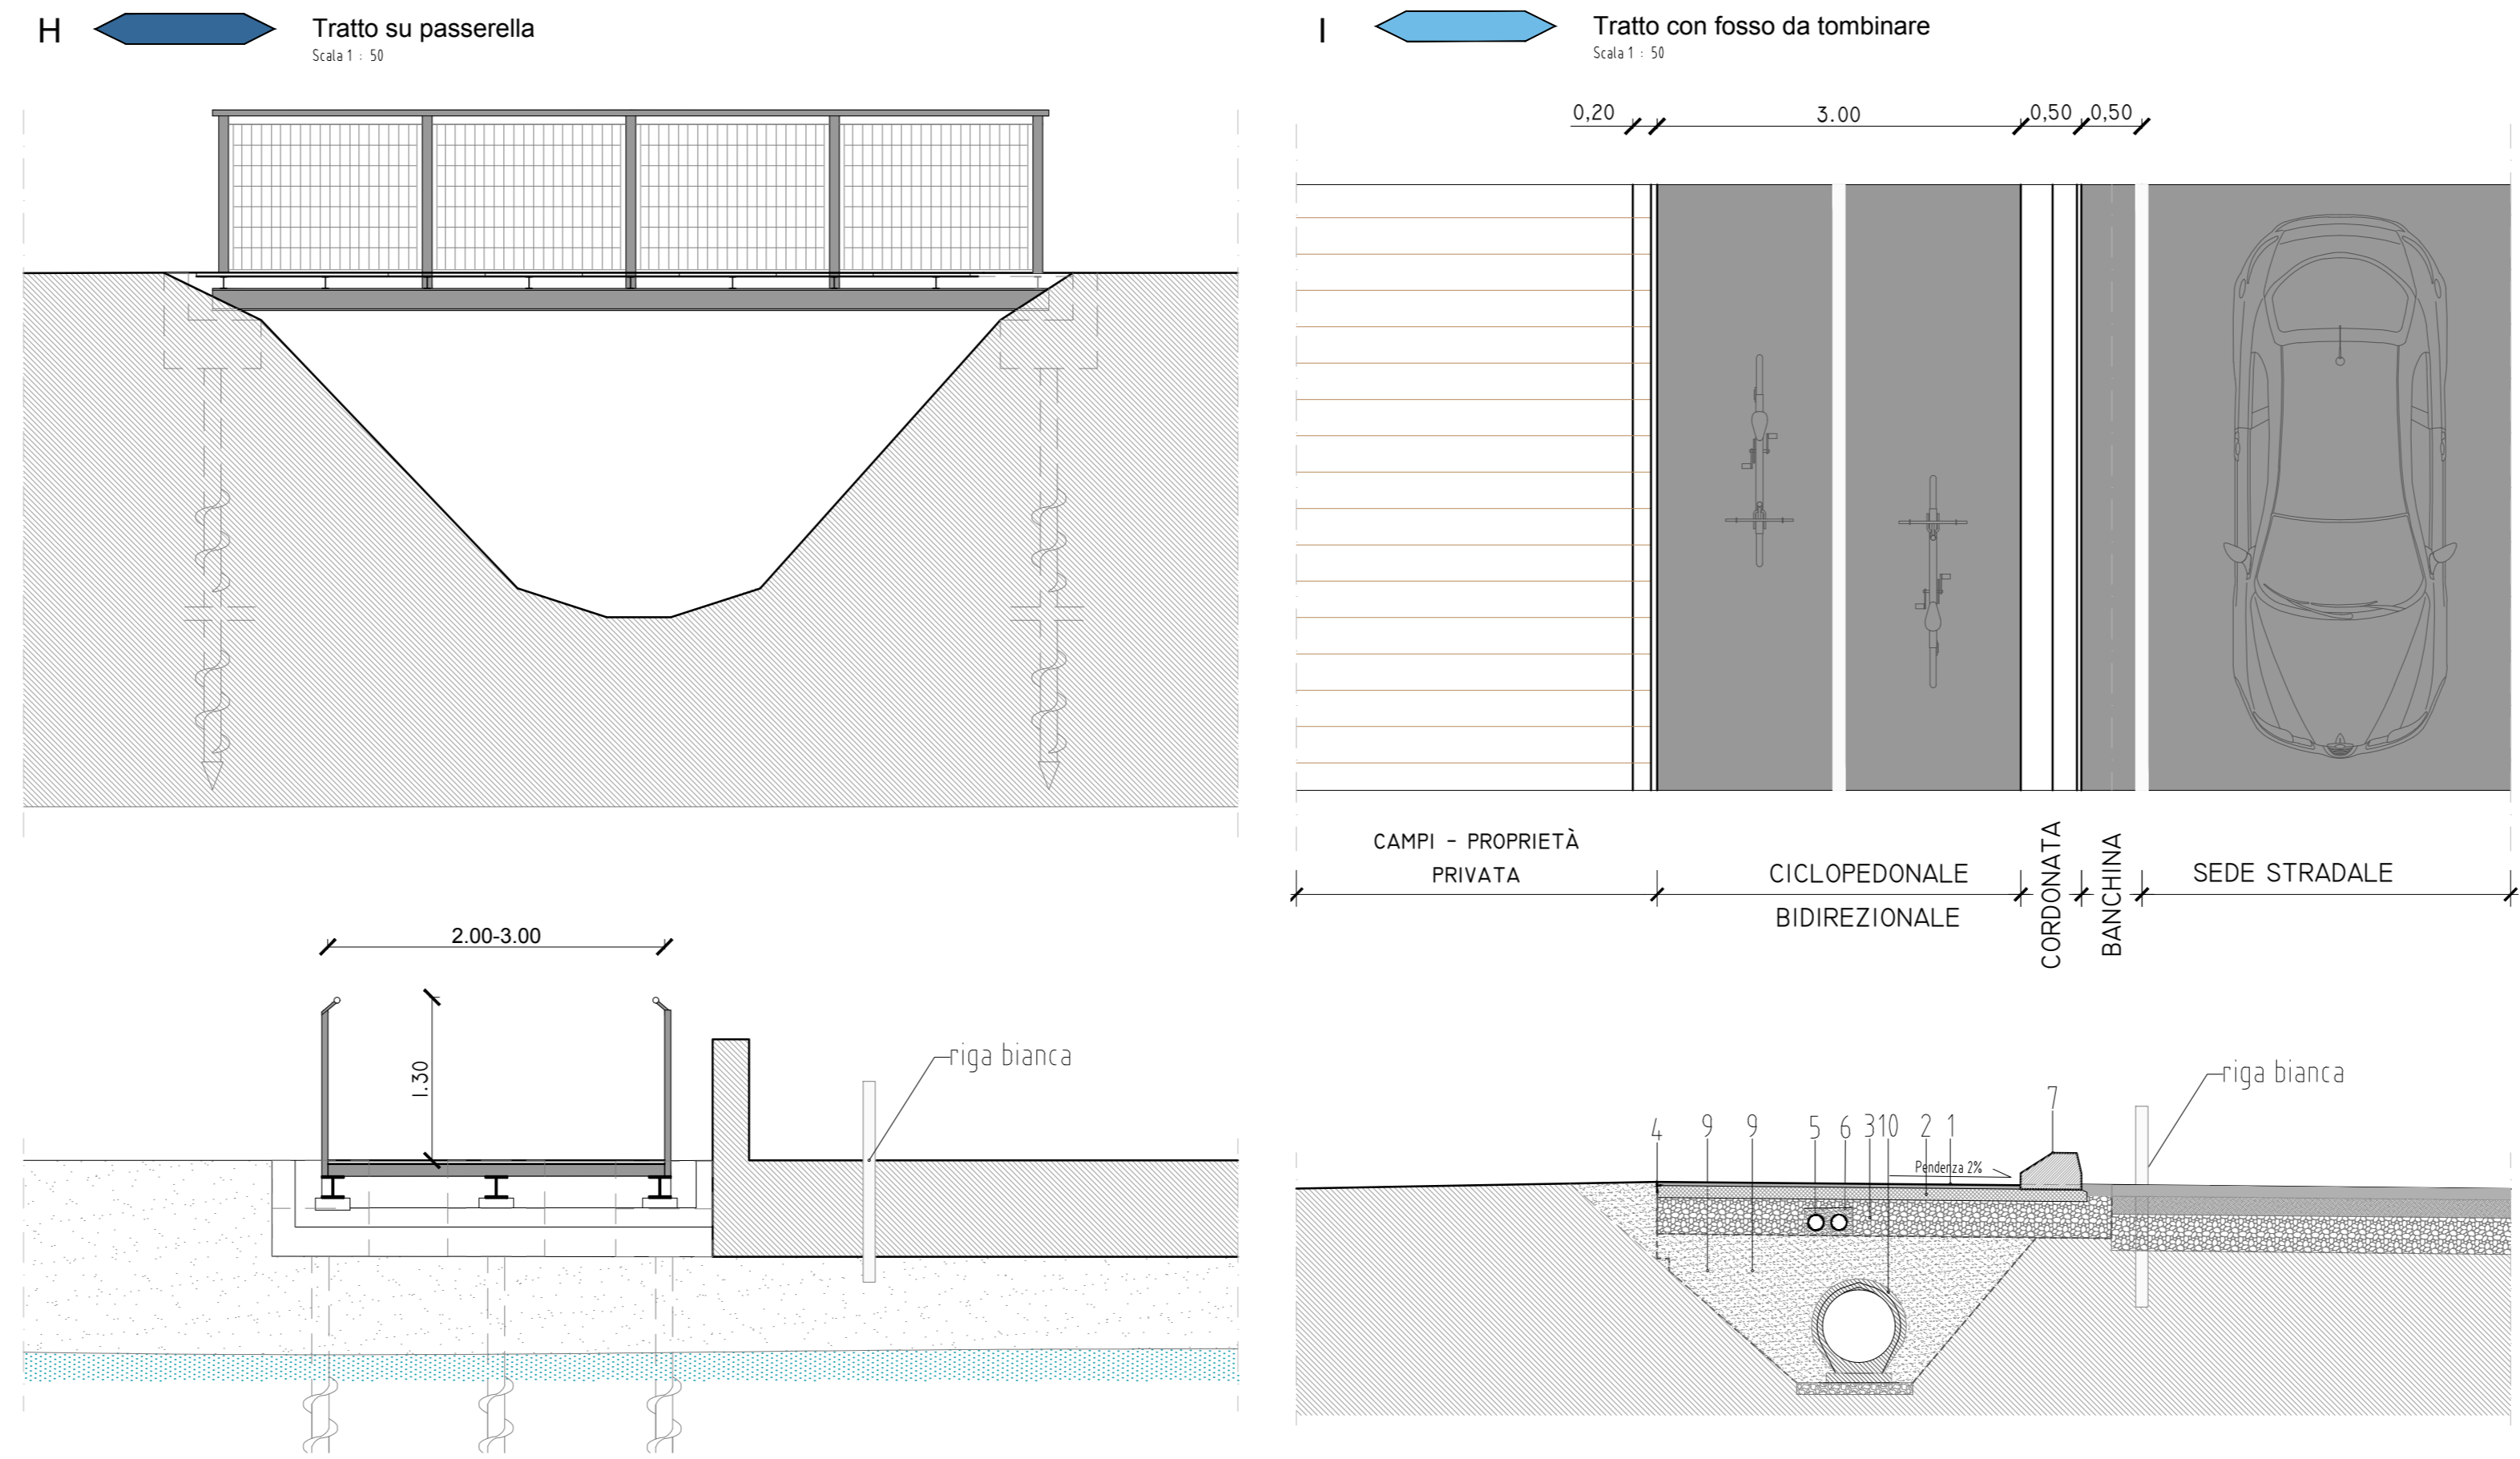 H
Tratto su passerella
Scala 1 : 50
2.00-3.00
1.30
riga bianca
I
Tratto con fosso da tombinare
Scala 1 : 50
0,20
3.00
0,50
0,50
CAMPI - PROPRIETÀ
PRIVATA
CICLOPEDONALE
BIDIREZIONALE
CORDONATA
BANCHINA
SEDE STRADALE
riga bianca
7
4
9
9
5
6
3
10
2
1
Pendenza 2%